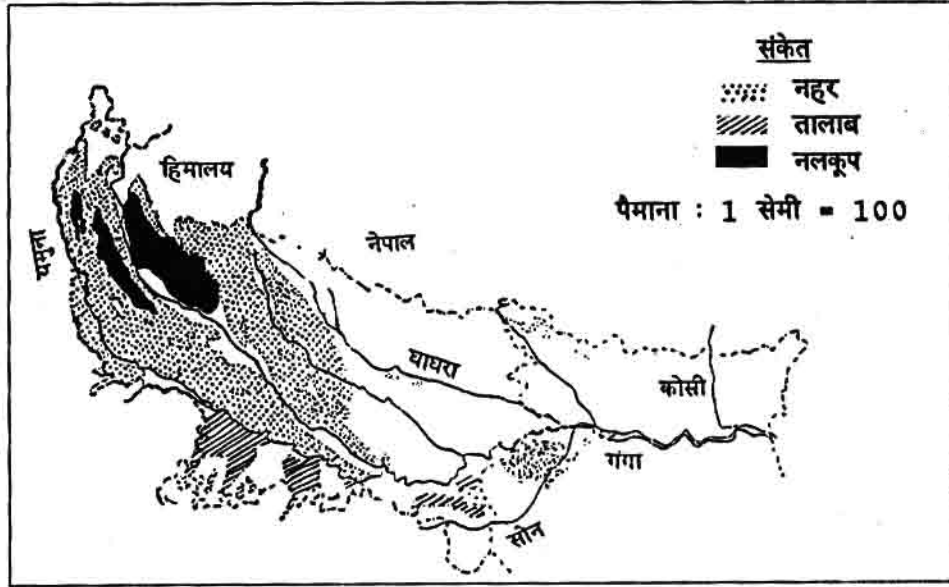 संकेत
नहर
तालाब
नलकूप
पैमाना : 1 सेमी = 100
हिमालय
यमुना
नेपाल
घाघरा
कोसी
गंगा
सोन